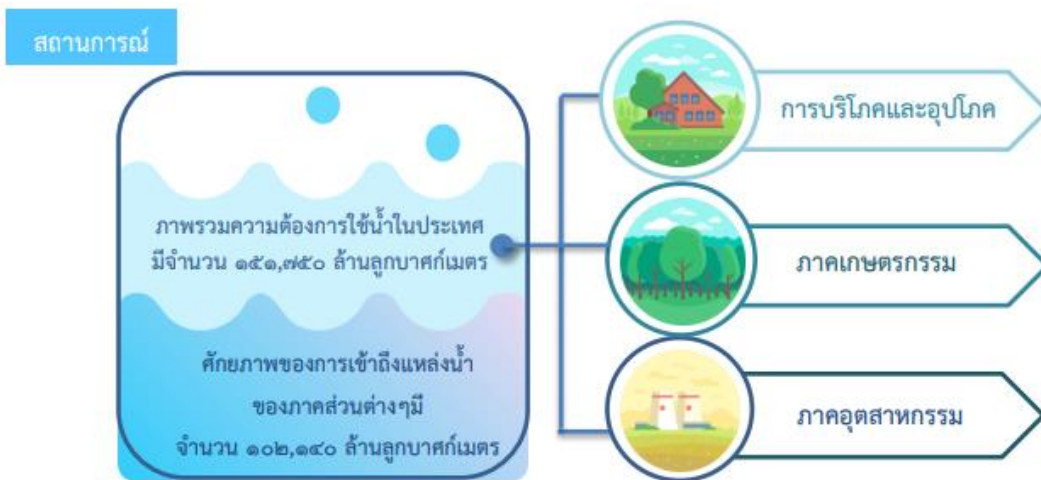 สถานการณ์
ภาพรวมความต้องการใช้น้ำในประเทศ
มีจำนวน ๑๕๑,๗๕๐ ล้านลูกบาศก์เมตร
ศักยภาพของการเข้าถึงแหล่งน้ำ
ของภาคส่วนต่างๆมี
จำนวน ๑๐๒,๑๔๐ ล้านลูกบาศก์เมตร
การบริโภคและอุปโภค
ภาคเกษตรกรรม
ภาคอุตสาหกรรม